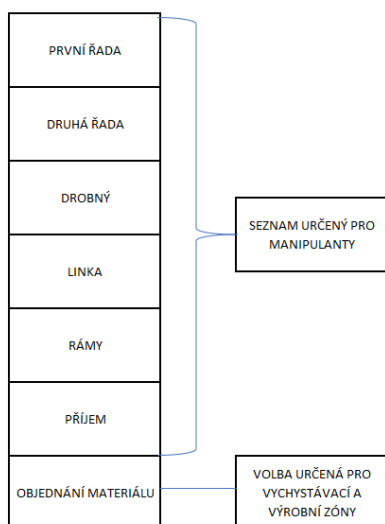 PRVNÍ ŘADA
DRUHÁ ŘADA
DROBNÝ
LINKA
RÁMY
PŘÍJEM
OBJEDNÁNÍ MATERIÁLU
SEZNAM URČENÝ PRO
MANIPULANTY
VOLBA URČENÁ PRO
VYCHYSTÁVACÍ A
VÝROBNÍ ZÓNY